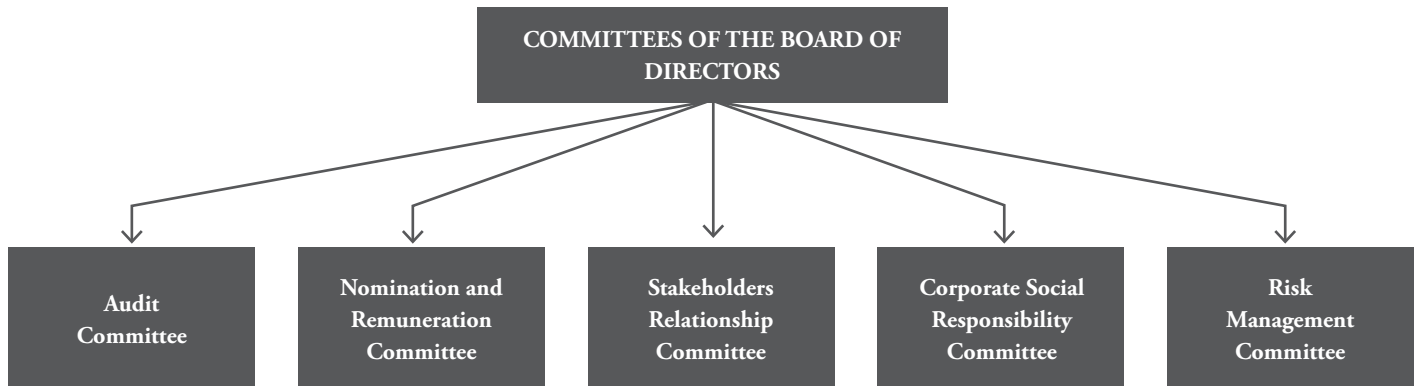 COMMITTEES OF THE BOARD OF
DIRECTORS
Audit
Committee
Nomination and
Remuneration
Committee
Stakeholders
Relationship
Committee
Corporate Social
Responsibility
Committee
Risk
Management
Committee